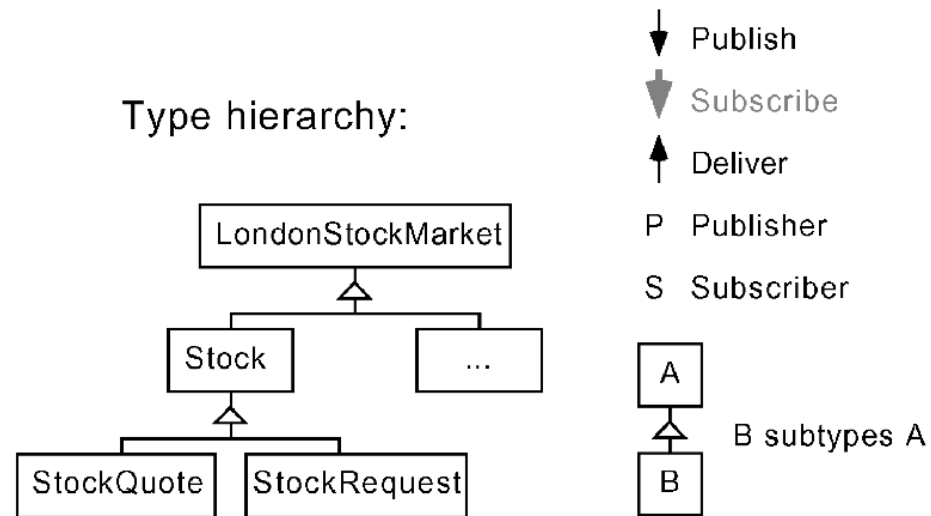 Type hierarchy:
LondonStockMarket
Stock
...
StockQuote
StockRequest
Publish
Subscribe
Deliver
P Publisher
S Subscriber
A
B subtypes A
B